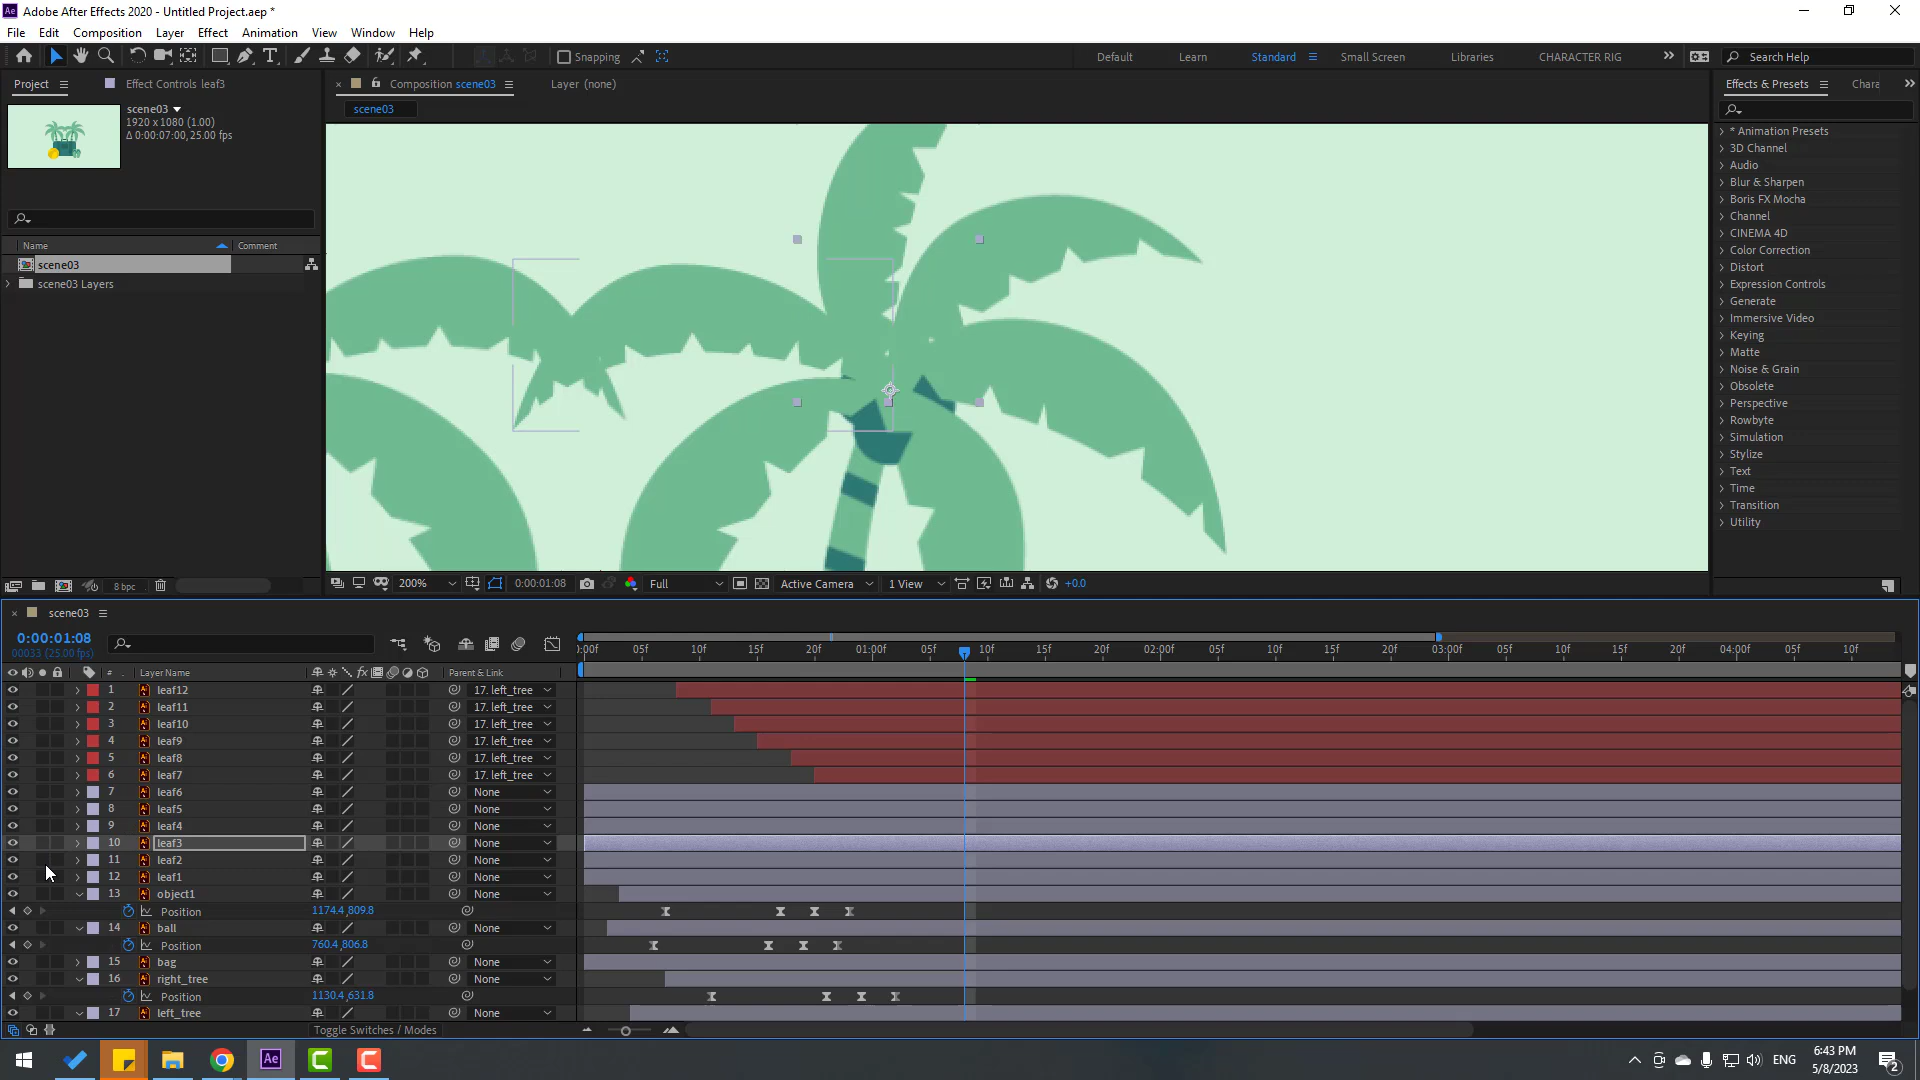 Adobe After Effects 2020 - Untitled Project.aep *
File Edit Composition Layer Effect Animation View Window Help
Snapping
Default Learn Standard Small Screen Libraries CHARACTER RIG Search Help
Project Effect Controls leaf3
Composition scene03 Layer (none)
Effects & Presets Chara
scene03
1920 x 1080 (1.00)
Δ 0:00:07:00, 25.00 fps
scene03
Name Comment
scene03
scene03 Layers
* Animation Presets
3D Channel
Audio
Blur & Sharpen
Boris FX Mocha
Channel
CINEMA 4D
Color Correction
Distort
Expression Controls
Generate
Immersive Video
Keying
Matte
Noise & Grain
Obsolete
Perspective
Rowbyte
Simulation
Stylize
Text
Time
Transition
Utility
8 bpc
200% 0:00:01:08 Full Active Camera 1 View +0.0
scene03
0:00:01:08
00033 (25.00 fps)
:00f 05f 10f 15f 20f 01:00f 05f 10f 15f 20f 02:00f 05f 10f 15f 20f 03:00f 05f 10f 15f 20f 04:00f 05f 10f
# Layer Name fx Parent & Link
1 leaf12 17. left_tree
2 leaf11 17. left_tree
3 leaf10 17. left_tree
4 leaf9 17. left_tree
5 leaf8 17. left_tree
6 leaf7 17. left_tree
7 leaf6 None
8 leaf5 None
9 leaf4 None
10 leaf3 None
11 leaf2 None
12 leaf1 None
13 object1 None
Position 1174.4,809.8
14 ball None
Position 760.4,806.8
15 bag None
16 right_tree None
Position 1130.4,631.8
17 left_tree None
Toggle Switches / Modes
ENG
6:43 PM
5/8/2023
2